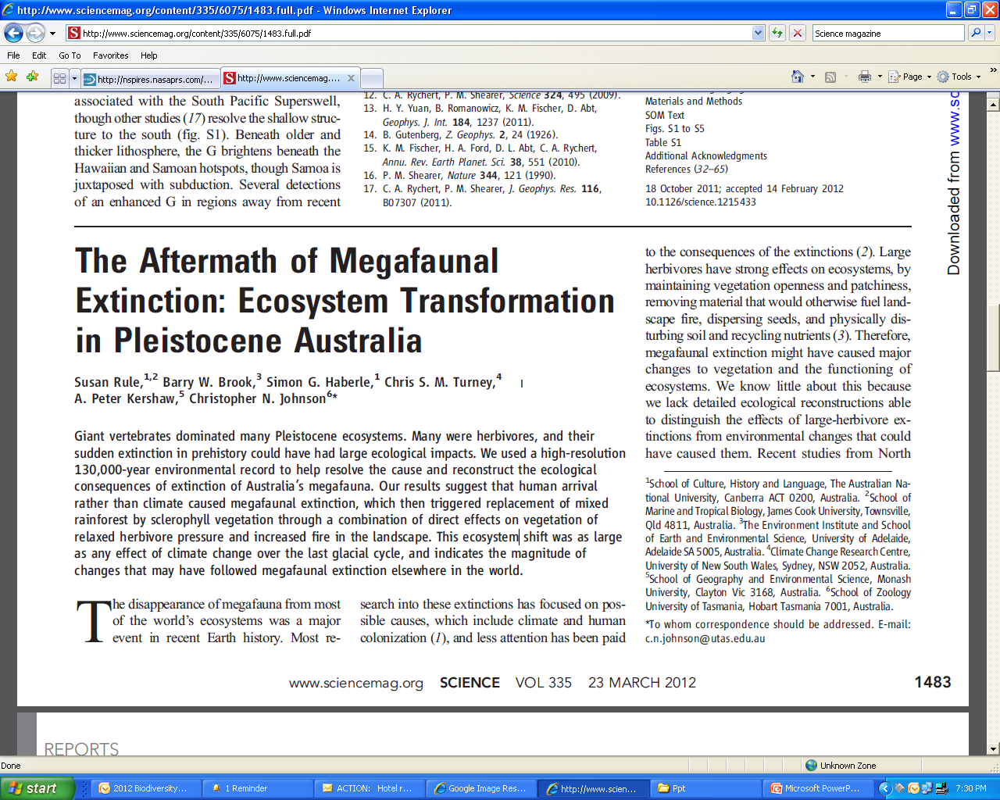 http://www.sciencemag.org/content/335/6075/1483.full.pdf - Windows Internet Explorer
http://www.sciencemag.org/content/335/6075/1483.full.pdf
Science magazine
File Edit Go To Favorites Help
http://nspires.nasaprs.com/...
http://www.sciencemag....
Page
Tools
associated with the South Pacific Superswell,
though other studies (17) resolve the shallow struc-
ture to the south (fig. S1). Beneath older and
thicker lithosphere, the G brightens beneath the
Hawaiian and Samoan hotspots, though Samoa is
juxtaposed with subduction. Several detections
of an enhanced G in regions away from recent
12. C. A. Rychert, P. M. Shearer, Science 324, 495 (2009).
13. H. Y. Yuan, B. Romanowicz, K. M. Fischer, D. Abt,
Geophys. J. Int. 184, 1237 (2011).
14. B. Gutenberg, Z. Geophys. 2, 24 (1926).
15. K. M. Fischer, H. A. Ford, D. L. Abt, C. A. Rychert,
Annu. Rev. Earth Planet. Sci. 38, 551 (2010).
16. P. M. Shearer, Nature 344, 121 (1990).
17. C. A. Rychert, P. M. Shearer, J. Geophys. Res. 116,
B07307 (2011).
Materials and Methods
SOM Text
Figs. S1 to S5
Table S1
Additional Acknowledgments
References (32–65)
18 October 2011; accepted 14 February 2012
10.1126/science.1215433
Downloaded from www.sc
The Aftermath of Megafaunal
Extinction: Ecosystem Transformation
in Pleistocene Australia
Susan Rule,1,2 Barry W. Brook,3 Simon G. Haberle,1 Chris S. M. Turney,4
A. Peter Kershaw,5 Christopher N. Johnson6*
Giant vertebrates dominated many Pleistocene ecosystems. Many were herbivores, and their
sudden extinction in prehistory could have had large ecological impacts. We used a high-resolution
130,000-year environmental record to help resolve the cause and reconstruct the ecological
consequences of extinction of Australia's megafauna. Our results suggest that human arrival
rather than climate caused megafaunal extinction, which then triggered replacement of mixed
rainforest by sclerophyll vegetation through a combination of direct effects on vegetation of
relaxed herbivore pressure and increased fire in the landscape. This ecosystem shift was as large
as any effect of climate change over the last glacial cycle, and indicates the magnitude of
changes that may have followed megafaunal extinction elsewhere in the world.
The disappearance of megafauna from most
of the world's ecosystems was a major
event in recent Earth history. Most re-
search into these extinctions has focused on pos-
sible causes, which include climate and human
colonization (1), and less attention has been paid
to the consequences of the extinctions (2). Large
herbivores have strong effects on ecosystems, by
maintaining vegetation openness and patchiness,
removing material that would otherwise fuel land-
scape fire, dispersing seeds, and physically dis-
turbing soil and recycling nutrients (3). Therefore,
megafaunal extinction might have caused major
changes to vegetation and the functioning of
ecosystems. We know little about this because
we lack detailed ecological reconstructions able
to distinguish the effects of large-herbivore ex-
tinctions from environmental changes that could
have caused them. Recent studies from North
1School of Culture, History and Language, The Australian Na-
tional University, Canberra ACT 0200, Australia. 2School of
Marine and Tropical Biology, James Cook University, Townsville,
Qld 4811, Australia. 3The Environment Institute and School
of Earth and Environmental Science, University of Adelaide,
Adelaide SA 5005, Australia. 4Climate Change Research Centre,
University of New South Wales, Sydney, NSW 2052, Australia.
5School of Geography and Environmental Science, Monash
University, Clayton Vic 3168, Australia. 6School of Zoology
University of Tasmania, Hobart Tasmania 7001, Australia.
*To whom correspondence should be addressed. E-mail:
c.n.johnson@utas.edu.au
www.sciencemag.org SCIENCE VOL 335 23 MARCH 2012 1483
REPORTS
Done
Unknown Zone
start
2012 Biodiversity...
1 Reminder
ACTION: Hotel r...
Google Image Res...
http://www.scien...
Ppt
Microsoft PowerP...
7:30 PM